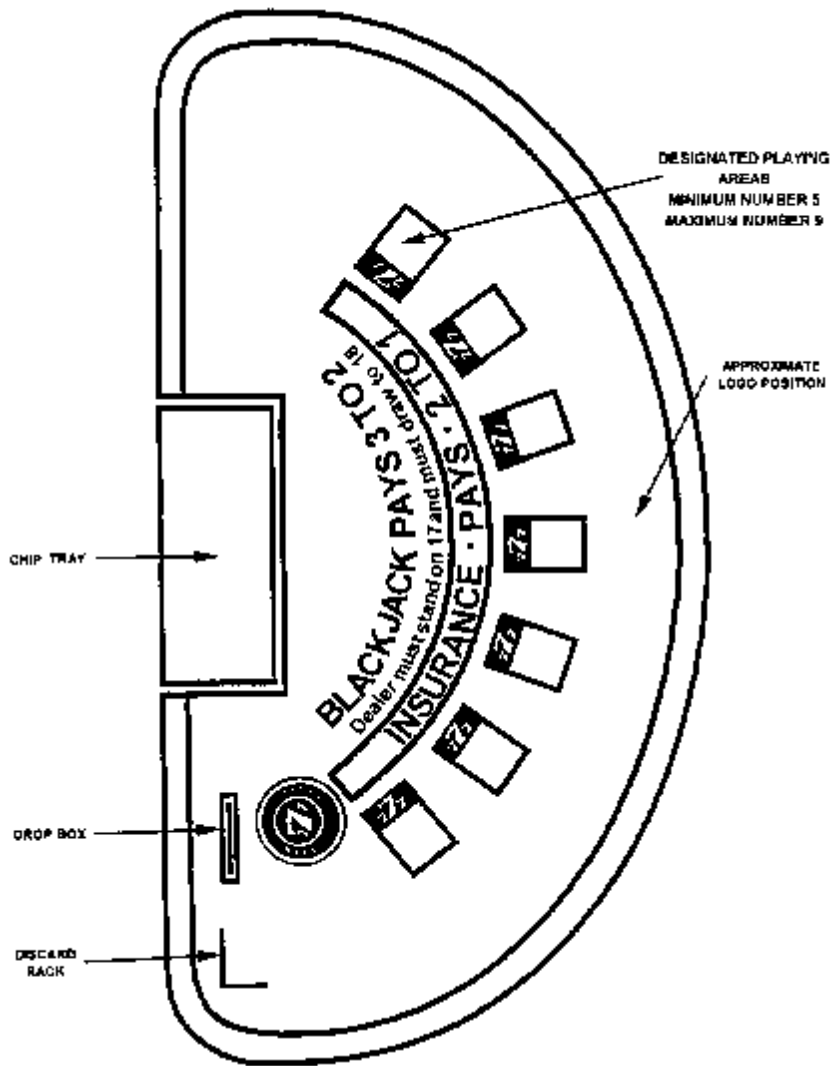 DESIGNATED PLAYING
AREAS
MINIMUM NUMBER 5
MAXIMUM NUMBER 9
APPROXIMATE
LOGO POSITION
CHIP TRAY
BLACKJACK PAYS 3 TO 2
Dealer must stand on 17 and must draw to 16
INSURANCE · PAYS · 2 TO 1
DROP BOX
DISCARD
RACK